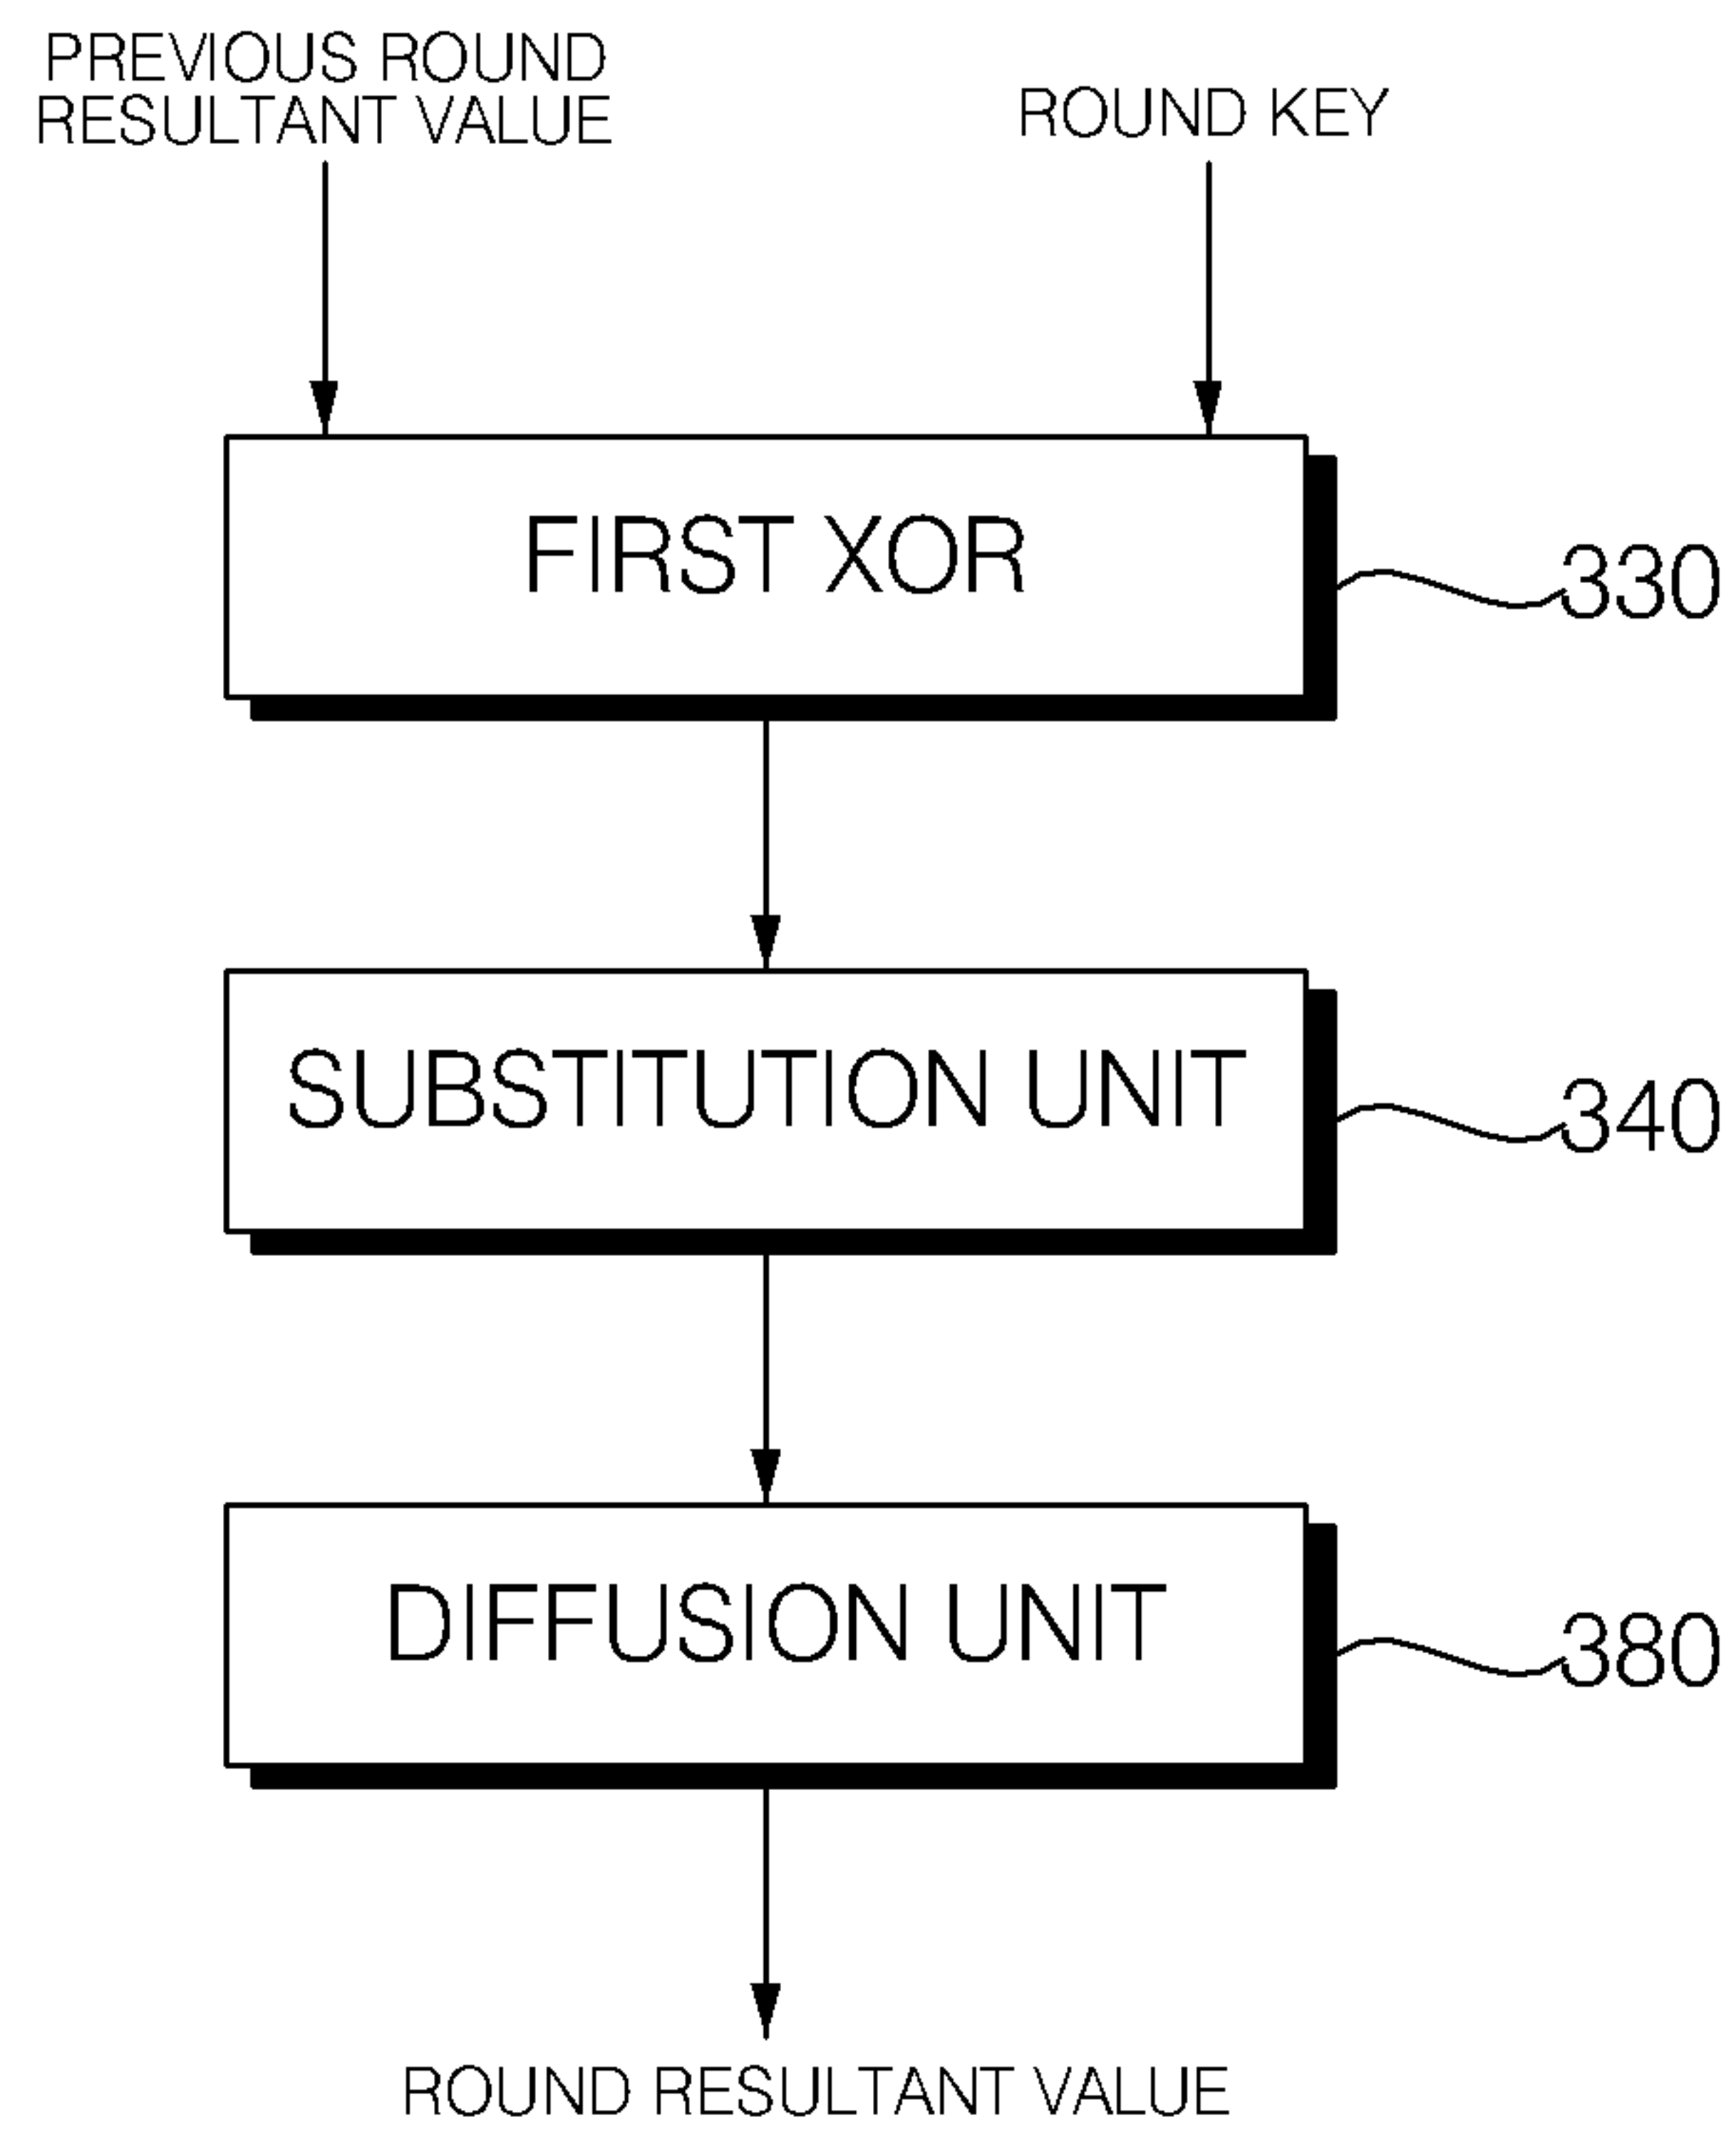 PREVIOUS ROUND
RESULTANT VALUE
ROUND KEY
FIRST XOR
330
SUBSTITUTION UNIT
340
DIFFUSION UNIT
380
ROUND RESULTANT VALUE